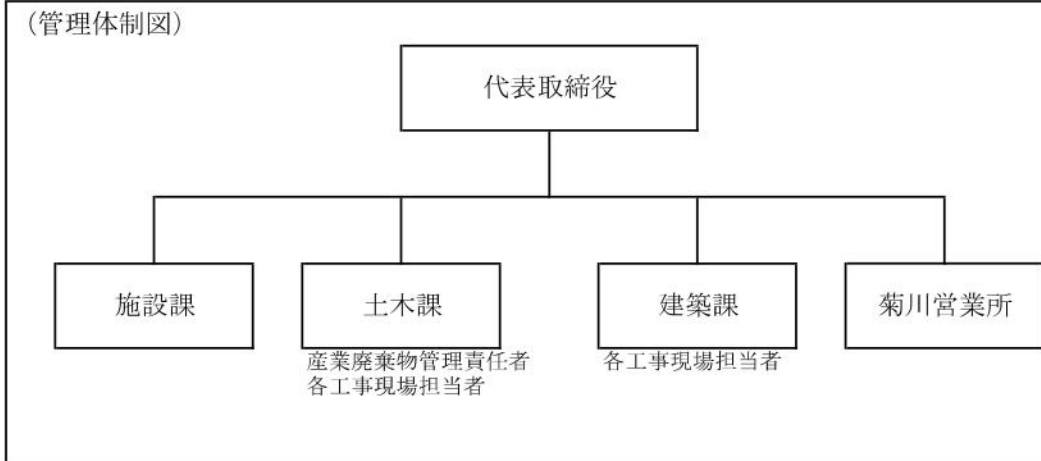 （管理体制図）
代表取締役
施設課
土木課
建築課
菊川営業所
産業廃棄物管理責任者
各工事現場担当者
各工事現場担当者